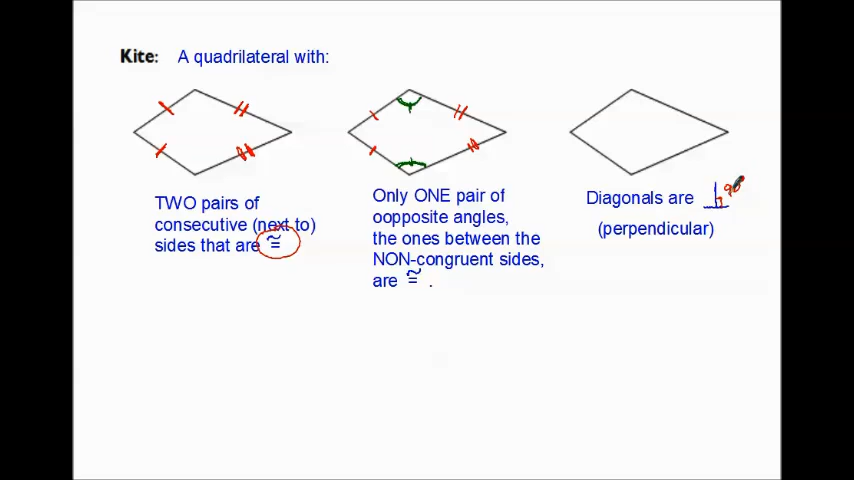 Kite: A quadrilateral with:
TWO pairs of
consecutive (next to)
sides that are ≅
Only ONE pair of
oopposite angles,
the ones between the
NON-congruent sides,
are ≅ .
Diagonals are ⊥ 90
(perpendicular)